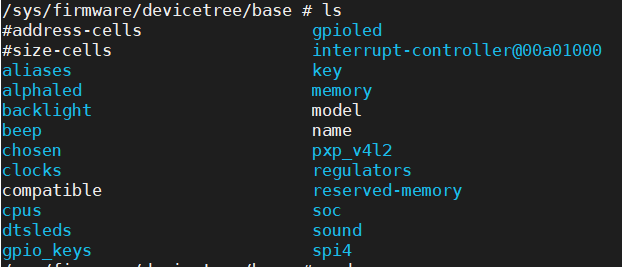 /sys/firmware/devicetree/base # ls
#address-cells gpioled
#size-cells interrupt-controller@00a01000
aliases key
alphaled memory
backlight model
beep name
chosen pxp_v4l2
clocks regulators
compatible reserved-memory
cpus soc
dtsleds sound
gpio_keys spi4